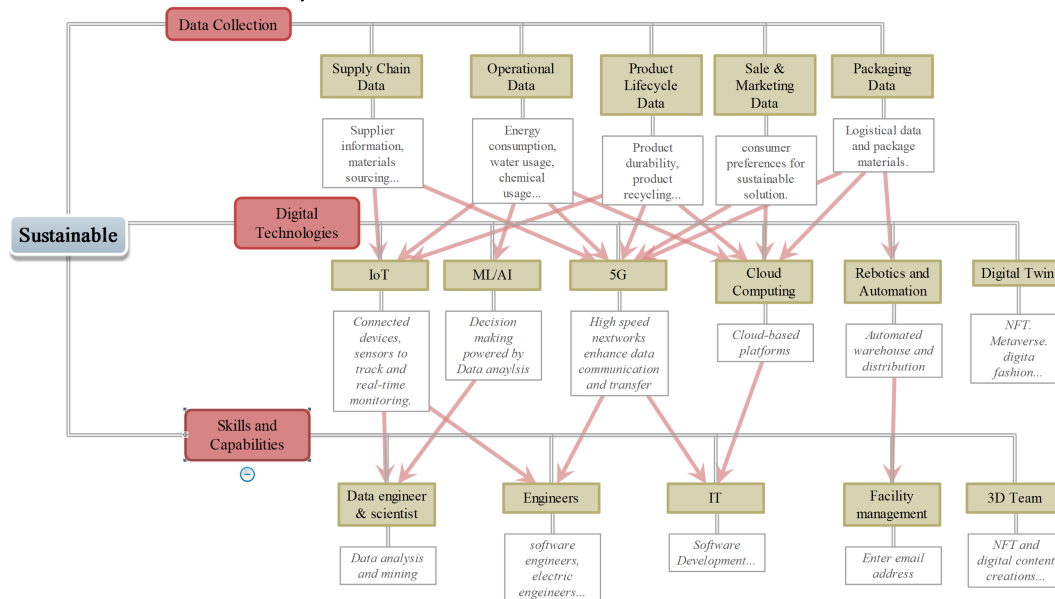 Data Collection
Supply Chain
Data
Operational
Data
Product
Lifecycle
Data
Sale &
Marketing
Data
Packaging
Data
Supplier
information,
materials
sourcing...
Energy
consumption,
water usage,
chemical
usage...
Product
durability,
product
recycling...
consumer
preferences for
sustainable
solution.
Logistical data
and package
materials.
Sustainable
Digital
Technologies
IoT
ML/AI
5G
Cloud
Computing
Robotics and
Automation
Digital Twin
Connected
devices,
sensors to
track and
real-time
monitoring.
Decision
making
powered by
Data anaylsis
High speed
nextworks
enhance data
communication
and transfer
Cloud-based
platforms
Automated
warehouse and
distribution
NFT.
Metaverse.
digita
fashion...
Skills and
Capabilities
Data engineer
& scientist
Engineers
IT
Facility
management
3D Team
Data analysis
and mining
software
engineers,
electric
engeineers...
Software
Development...
Enter email
address
NFT and
digital content
creations...